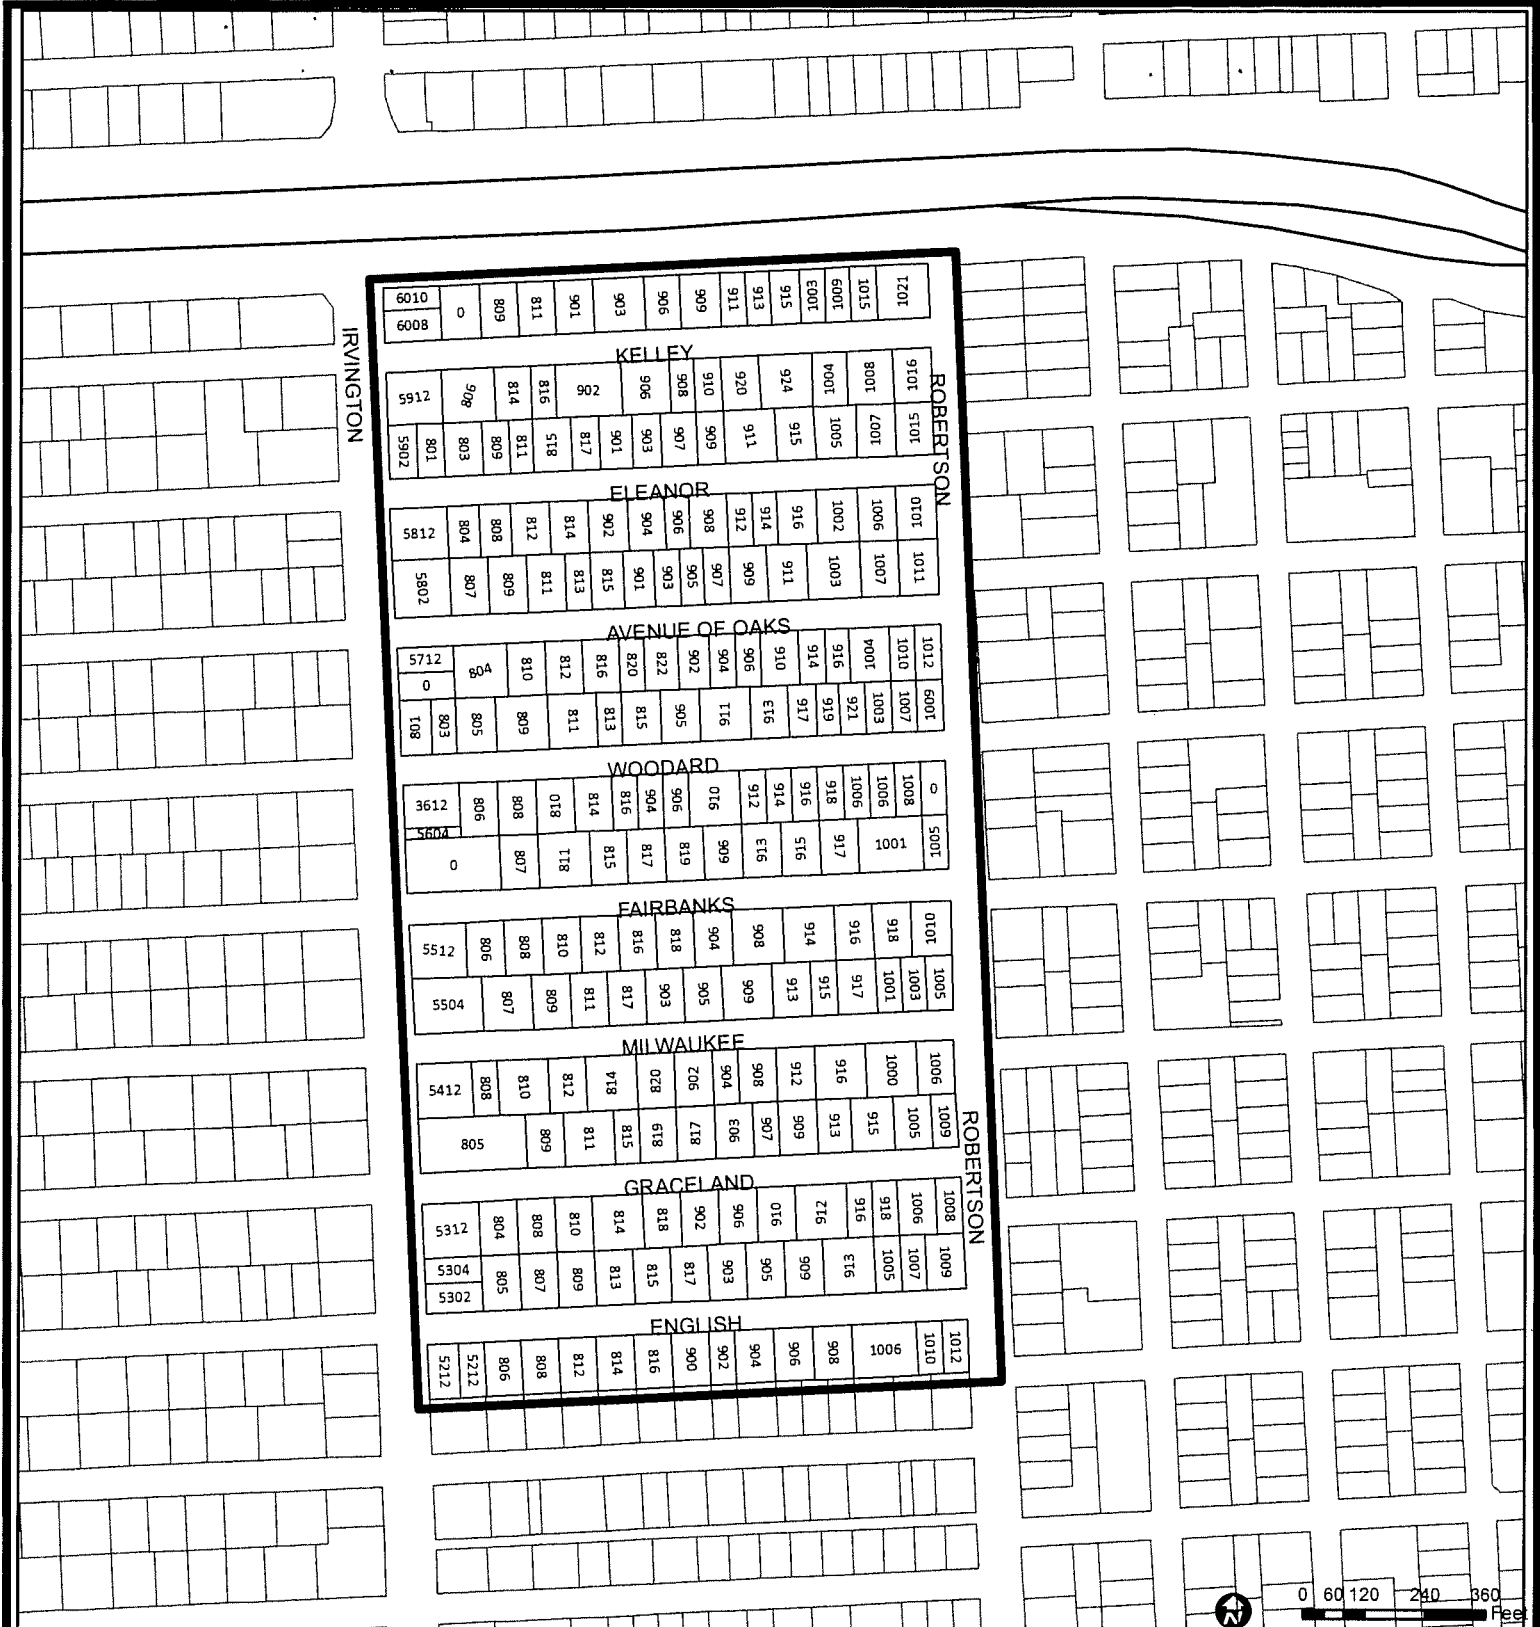 6010 0 809 811 901 903 906 909 911 913 915 1003 1009 1015 1021
6008
IRVINGTON
KELLEY
5912 808 814 816 902 906 908 910 920 924 1004 1008 1016
ROBERTSON
5902 801 803 809 811 815 817 901 903 907 909 911 915 1005 1007 1015
ELEANOR
5812 804 808 812 814 902 904 906 908 912 914 916 1002 1006 1010
5802 807 809 811 813 815 901 903 905 907 909 911 1003 1007 1011
AVENUE OF OAKS
5712 804 810 812 816 820 822 902 904 906 910 914 916 1004 1010 1012
0
801 803 805 809 811 813 815 905 911 913 917 919 921 1003 1007 1009
WOODARD
3612 806 808 810 814 816 904 906 910 912 914 916 918 1006 1006 1008 0
5604
0 807 811 815 817 819 909 913 915 917 1001 1005
FAIRBANKS
5512 806 808 810 812 816 818 904 908 914 916 918 1010
5504 807 809 811 817 903 905 909 913 915 917 1001 1003 1005
MILWAUKEE
5412 808 810 812 814 820 902 904 908 912 916 1000 1006
805 809 811 815 819 817 903 907 909 913 915 1005 1009
ROBERTSON
GRACELAND
5312 804 808 810 814 818 902 906 910 912 916 918 1006 1008
5304 805 807 809 813 815 817 903 905 909 913 1005 1007 1009
5302
ENGLISH
5212 5212 806 808 812 814 816 900 902 904 906 908 1006 1010 1012
N
0 60 120 240 360
Feet